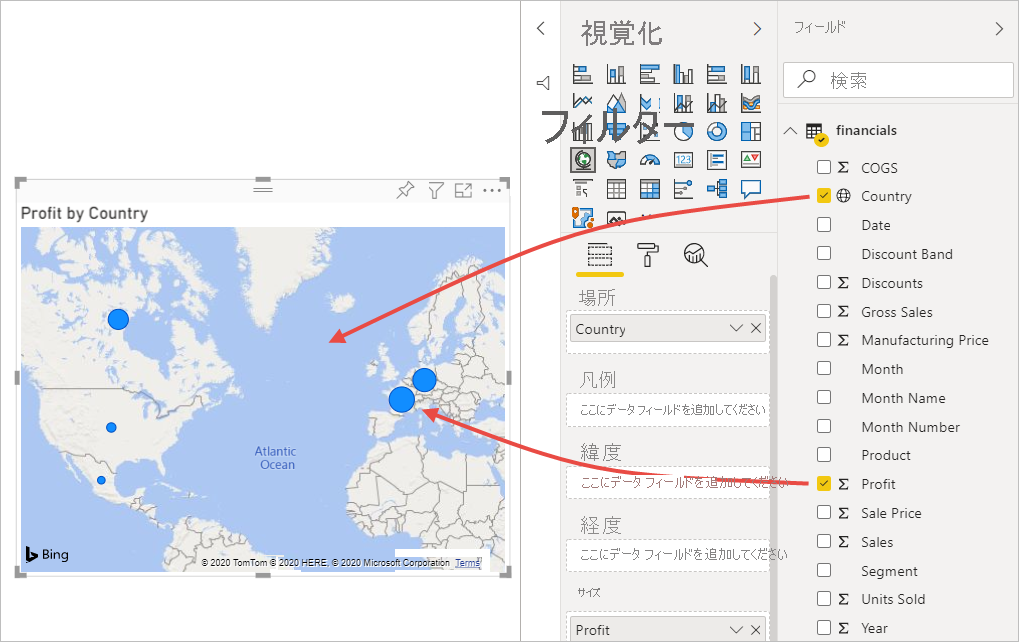 Profit by Country
Atlantic
Ocean
Bing
© 2020 TomTom © 2020 HERE, © 2020 Microsoft Corporation Terms
視覚化
フィルター
123
場所
Country
凡例
ここにデータ フィールドを追加してください
緯度
ここにデータ フィールドを追加してください
経度
ここにデータ フィールドを追加してください
サイズ
Profit
フィールド
検索
financials
COGS
Country
Date
Discount Band
Discounts
Gross Sales
Manufacturing Price
Month
Month Name
Month Number
Product
Profit
Sale Price
Sales
Segment
Units Sold
Year